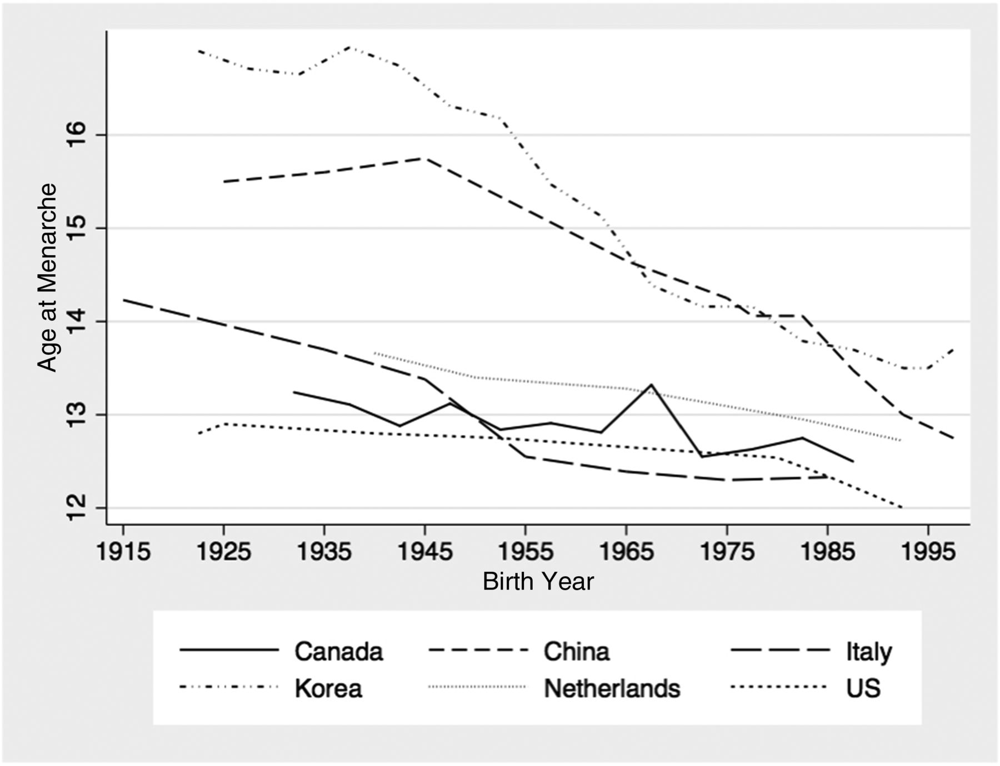 Age at Menarche
16
15
14
13
12
1915 1925 1935 1945 1955 1965 1975 1985 1995
Birth Year
Canada China Italy
Korea Netherlands US